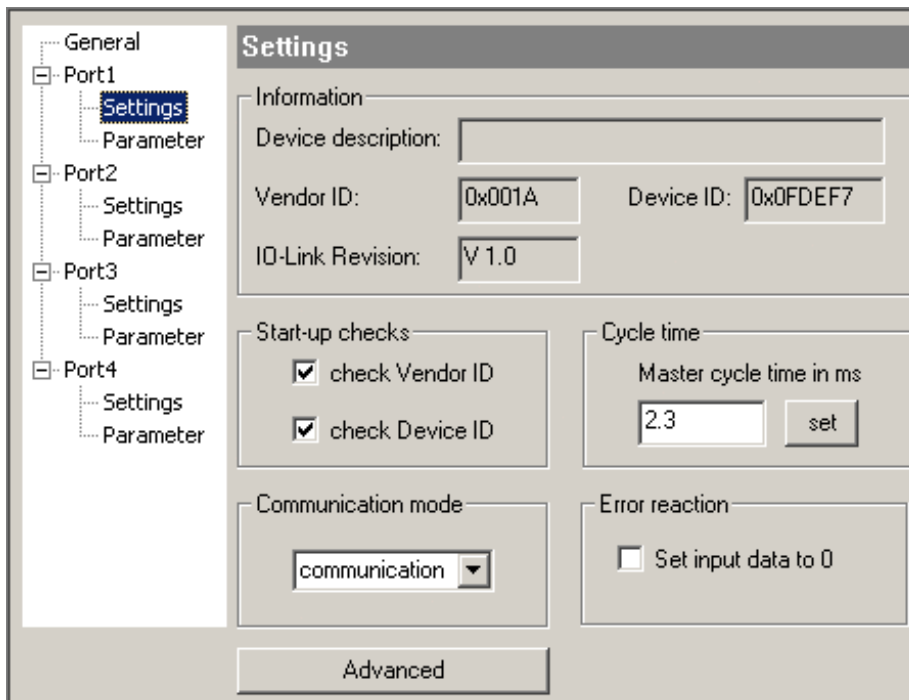 General
Port1
Settings
Parameter
Port2
Settings
Parameter
Port3
Settings
Parameter
Port4
Settings
Parameter
Settings
Information
Device description:
Vendor ID: 0x001A Device ID: 0x0FDEF7
IO-Link Revision: V 1.0
Start-up checks
check Vendor ID
check Device ID
Cycle time
Master cycle time in ms
2.3 set
Communication mode
communication
Error reaction
Set input data to 0
Advanced